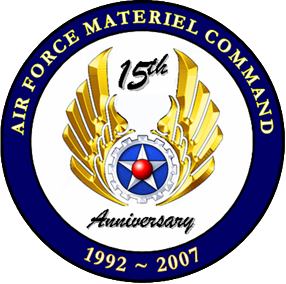 AIR FORCE MATERIEL COMMAND
15th
Anniversary
1992 ~ 2007